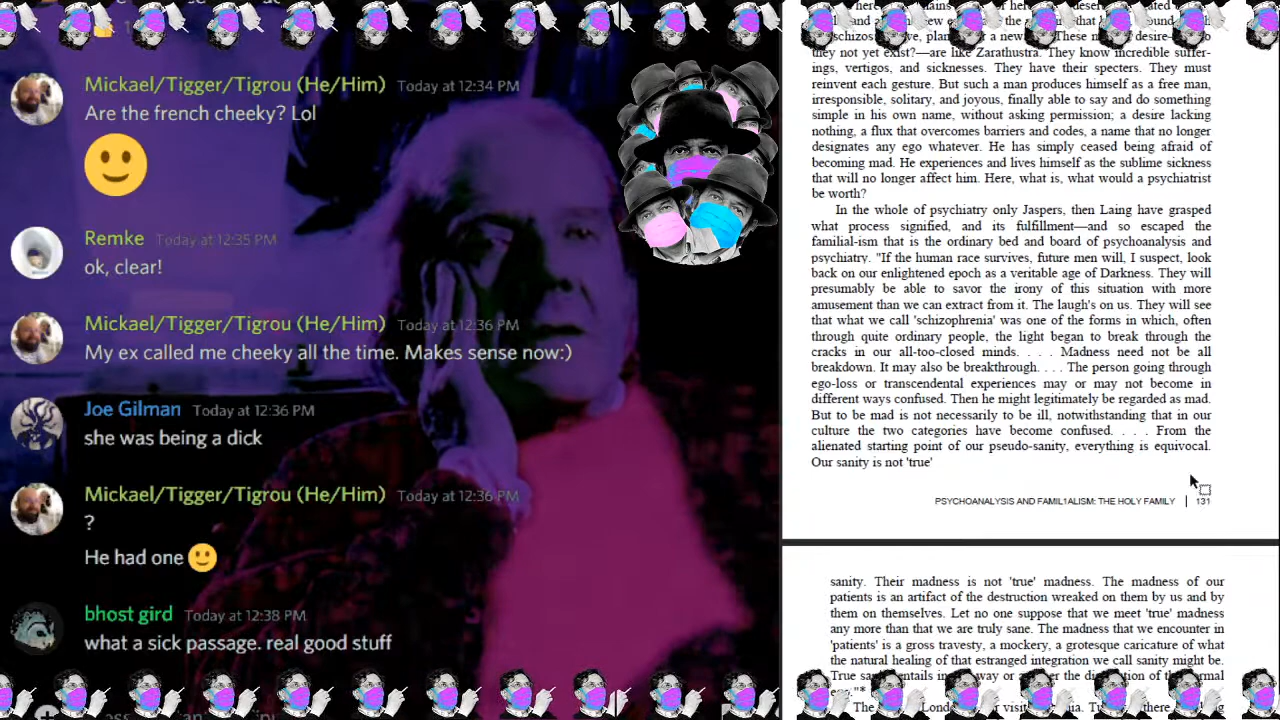 Mickael/Tigger/Tigrou (He/Him) Today at 12:34 PM
Are the french cheeky? Lol
Remke Today at 12:35 PM
ok, clear!
Mickael/Tigger/Tigrou (He/Him) Today at 12:36 PM
My ex called me cheeky all the time. Makes sense now:)
Joe Gilman Today at 12:36 PM
she was being a dick
Mickael/Tigger/Tigrou (He/Him) Today at 12:36 PM
?
He had one
bhost gird Today at 12:38 PM
what a sick passage. real good stuff
they not yet exist?—are like Zarathustra. They know incredible suffer-
ings, vertigos, and sicknesses. They have their specters. They must
reinvent each gesture. But such a man produces himself as a free man,
irresponsible, solitary, and joyous, finally able to say and do something
simple in his own name, without asking permission; a desire lacking
nothing, a flux that overcomes barriers and codes, a name that no longer
designates any ego whatever. He has simply ceased being afraid of
becoming mad. He experiences and lives himself as the sublime sickness
that will no longer affect him. Here, what is, what would a psychiatrist
be worth?
In the whole of psychiatry only Jaspers, then Laing have grasped
what process signified, and its fulfillment—and so escaped the
familial-ism that is the ordinary bed and board of psychoanalysis and
psychiatry. "If the human race survives, future men will, I suspect, look
back on our enlightened epoch as a veritable age of Darkness. They will
presumably be able to savor the irony of this situation with more
amusement than we can extract from it. The laugh's on us. They will see
that what we call 'schizophrenia' was one of the forms in which, often
through quite ordinary people, the light began to break through the
cracks in our all-too-closed minds. . . . Madness need not be all
breakdown. It may also be breakthrough. . . . The person going through
ego-loss or transcendental experiences may or may not become in
different ways confused. Then he might legitimately be regarded as mad.
But to be mad is not necessarily to be ill, notwithstanding that in our
culture the two categories have become confused. . . . From the
alienated starting point of our pseudo-sanity, everything is equivocal.
Our sanity is not 'true'
PSYCHOANALYSIS AND FAMIL1ALISM: THE HOLY FAMILY | 131
sanity. Their madness is not 'true' madness. The madness of our
patients is an artifact of the destruction wreaked on them by us and by
them on themselves. Let no one suppose that we meet 'true' madness
any more than that we are truly sane. The madness that we encounter in
'patients' is a gross travesty, a mockery, a grotesque caricature of what
the natural healing of that estranged integration we call sanity might be.